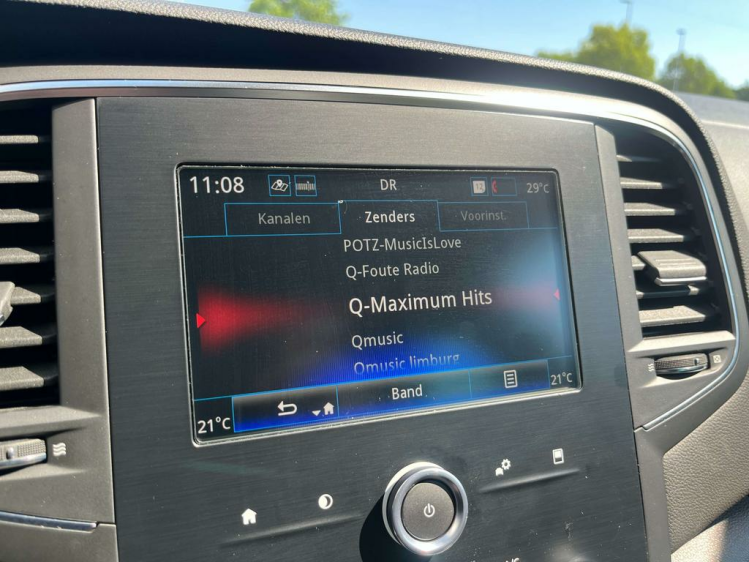 11:08 DR 12 29°C
Kanalen Zenders Voorinst.
POTZ-MusicIsLove
Q-Foute Radio
Q-Maximum Hits
Qmusic
Qmusic limburg
21°C Band 21°C